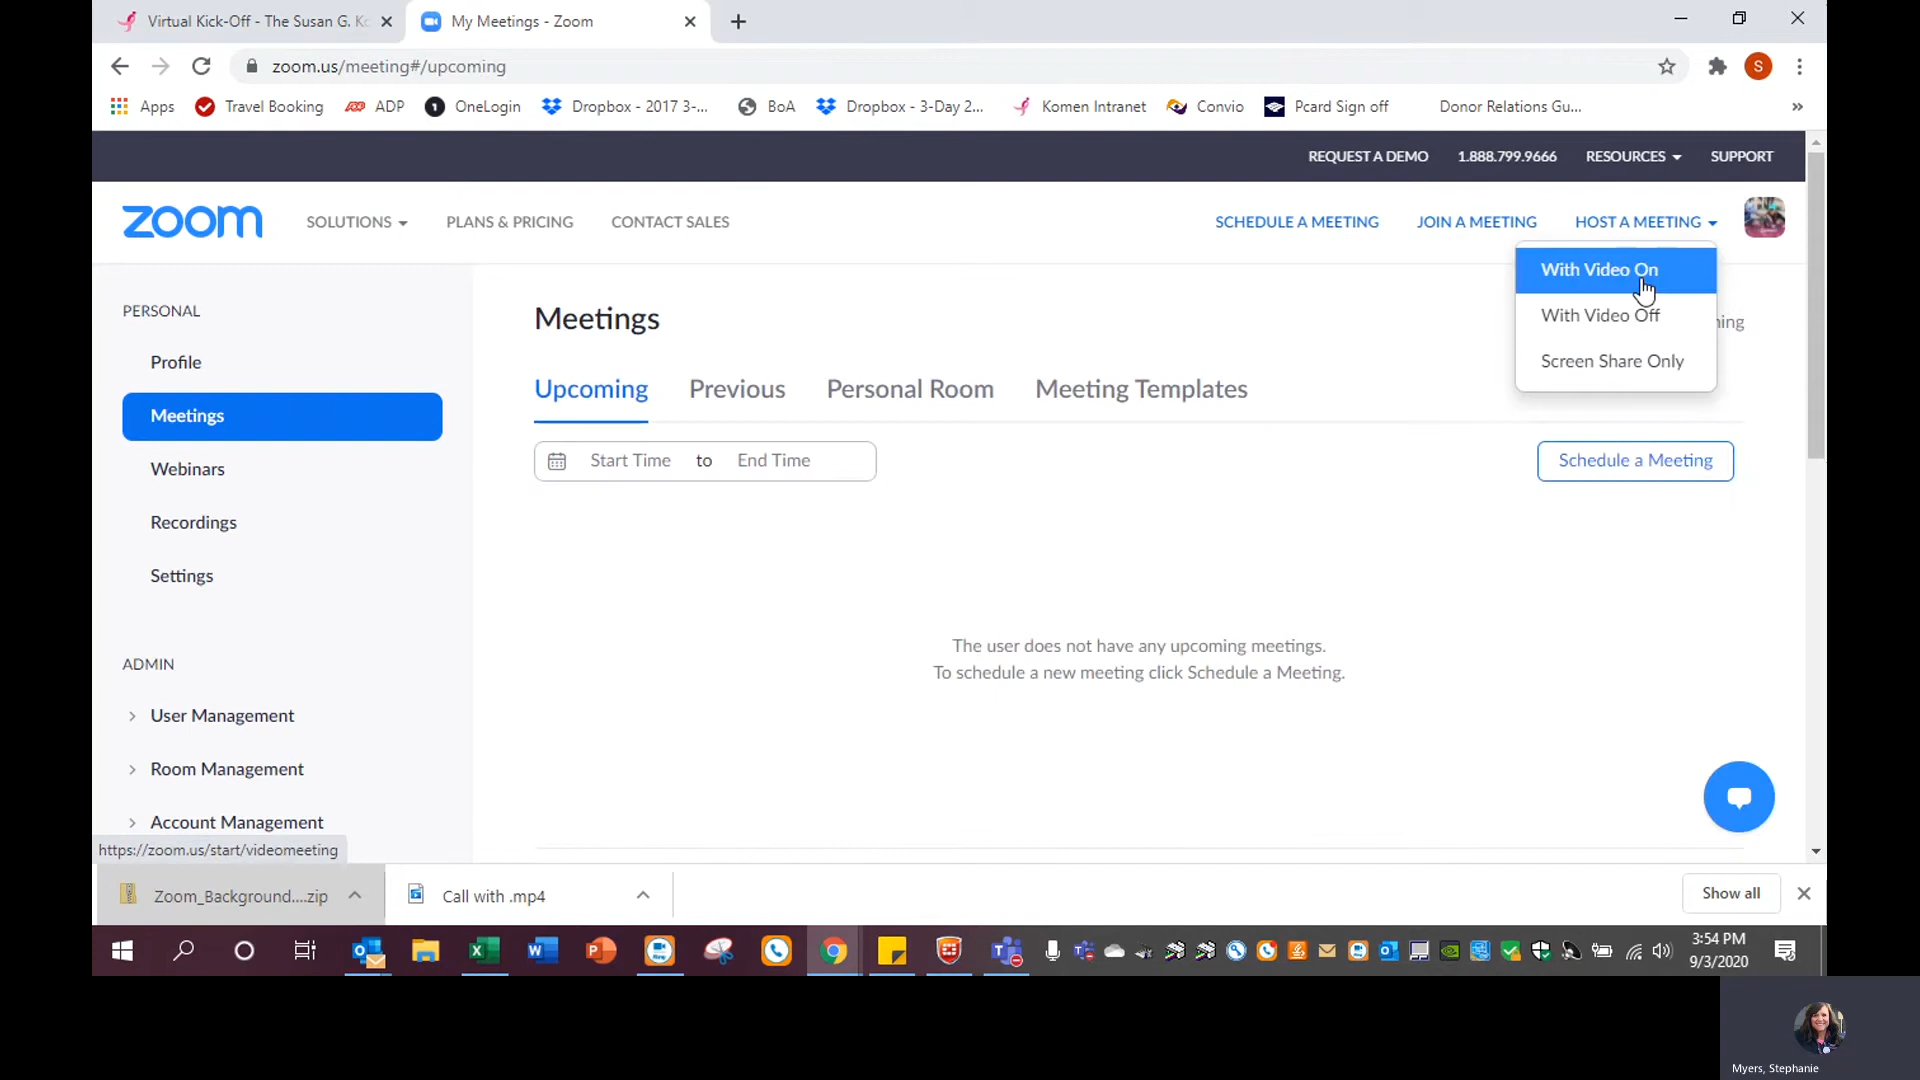 Virtual Kick-Off - The Susan G. Ko
My Meetings - Zoom
zoom.us/meeting#/upcoming
S
Apps
Travel Booking
ADP
OneLogin
Dropbox - 2017 3-...
BoA
Dropbox - 3-Day 2...
Komen Intranet
Convio
Pcard Sign off
Donor Relations Gu...
»
REQUEST A DEMO
1.888.799.9666
RESOURCES
SUPPORT
zoom
SOLUTIONS
PLANS & PRICING
CONTACT SALES
SCHEDULE A MEETING
JOIN A MEETING
HOST A MEETING
With Video On
With Video Off
Screen Share Only
PERSONAL
Profile
Meetings
Webinars
Recordings
Settings
ADMIN
User Management
Room Management
Account Management
Meetings
Upcoming
Previous
Personal Room
Meeting Templates
Start Time to End Time
Schedule a Meeting
The user does not have any upcoming meetings.
To schedule a new meeting click Schedule a Meeting.
https://zoom.us/start/videomeeting
Zoom_Background....zip
Call with .mp4
Show all
3:54 PM
9/3/2020
Myers, Stephanie